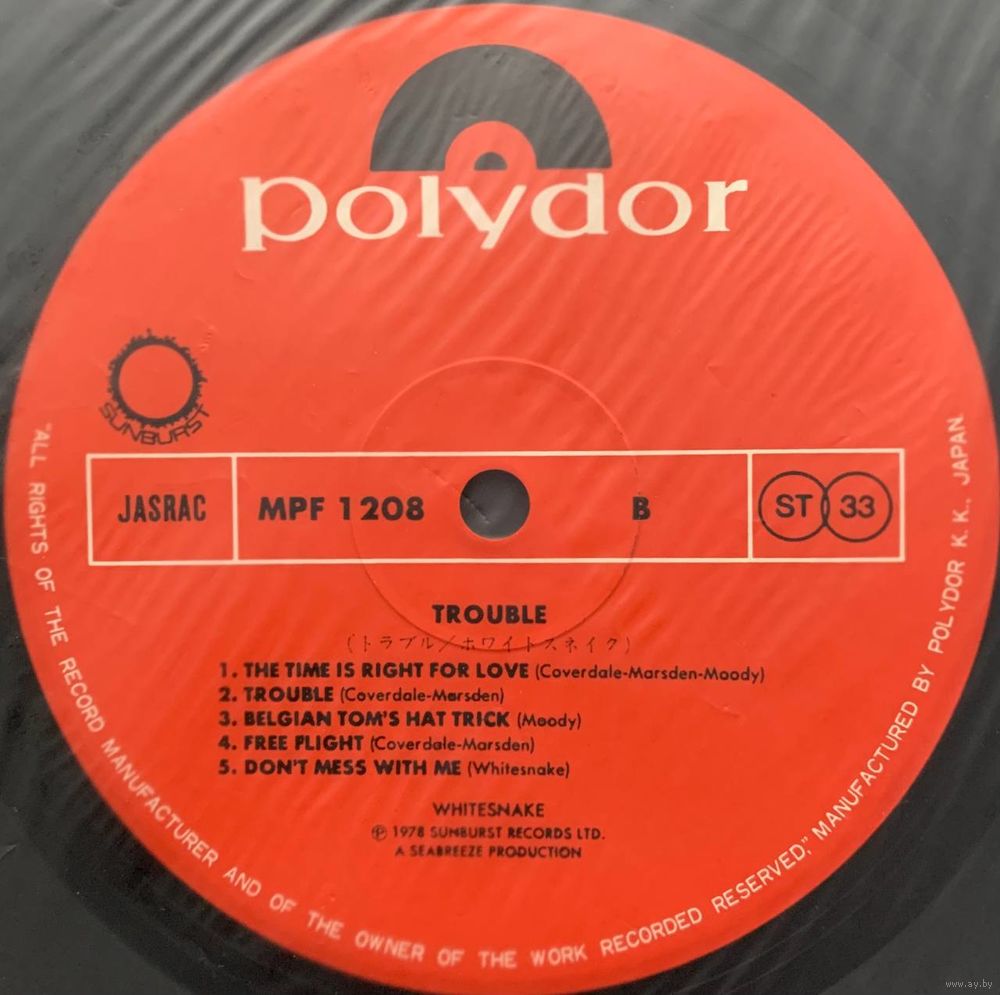 polydor
SUNBURST
JASRAC
MPF 1208
B
ST 33
TROUBLE
(トラブル/ホワイトスネイク)
1. THE TIME IS RIGHT FOR LOVE (Coverdale-Marsden-Moody)
2. TROUBLE (Coverdale-Marsden)
3. BELGIAN TOM'S HAT TRICK (Moody)
4. FREE FLIGHT (Coverdale-Marsden)
5. DON'T MESS WITH ME (Whitesnake)
WHITESNAKE
℗ 1978 SUNBURST RECORDS LTD.
A SEABREEZE PRODUCTION
"ALL RIGHTS OF THE RECORD MANUFACTURER AND OF THE OWNER OF THE WORK RECORDED RESERVED," MANUFACTURED BY POLYDOR K. K., JAPAN
www.ay.by